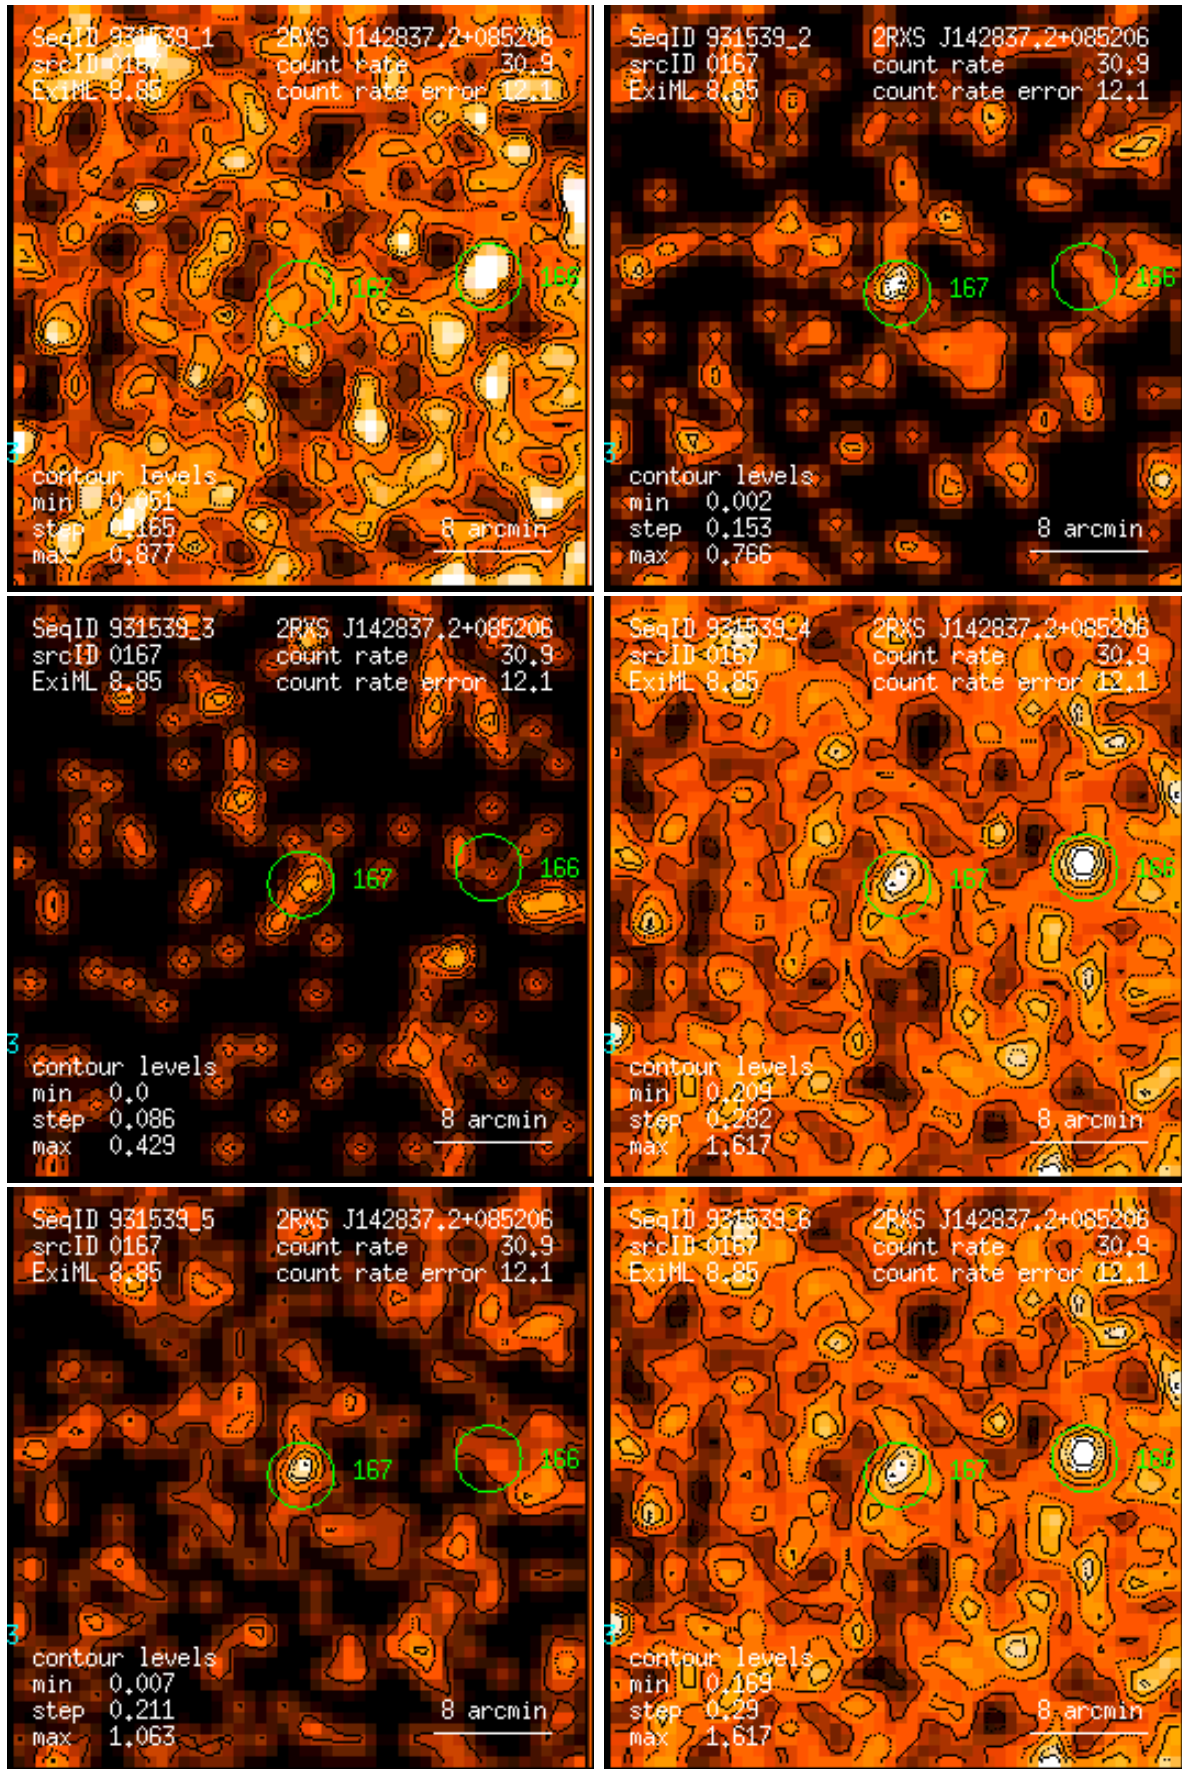 SeqID 931539_1 2RXS J142837.2+085206
srcID 0167 count rate 30.9
ExiML 8.85 count rate error 12.1
167
166
3
contour levels
min 0.051
step 0.165 8 arcmin
max 0.877
SeqID 931539_2 2RXS J142837.2+085206
srcID 0167 count rate 30.9
ExiML 8.85 count rate error 12.1
167
166
3
contour levels
min 0.002
step 0.153 8 arcmin
max 0.766
SeqID 931539_3 2RXS J142837.2+085206
srcID 0167 count rate 30.9
ExiML 8.85 count rate error 12.1
167
166
3
contour levels
min 0.0
step 0.086 8 arcmin
max 0.429
SeqID 931539_4 2RXS J142837.2+085206
srcID 0167 count rate 30.9
ExiML 8.85 count rate error 12.1
167
166
3
contour levels
min 0.209
step 0.282 8 arcmin
max 1.617
SeqID 931539_5 2RXS J142837.2+085206
srcID 0167 count rate 30.9
ExiML 8.85 count rate error 12.1
167
166
3
contour levels
min 0.007
step 0.211 8 arcmin
max 1.063
SeqID 931539_6 2RXS J142837.2+085206
srcID 0167 count rate 30.9
ExiML 8.85 count rate error 12.1
167
166
3
contour levels
min 0.169
step 0.29 8 arcmin
max 1.617